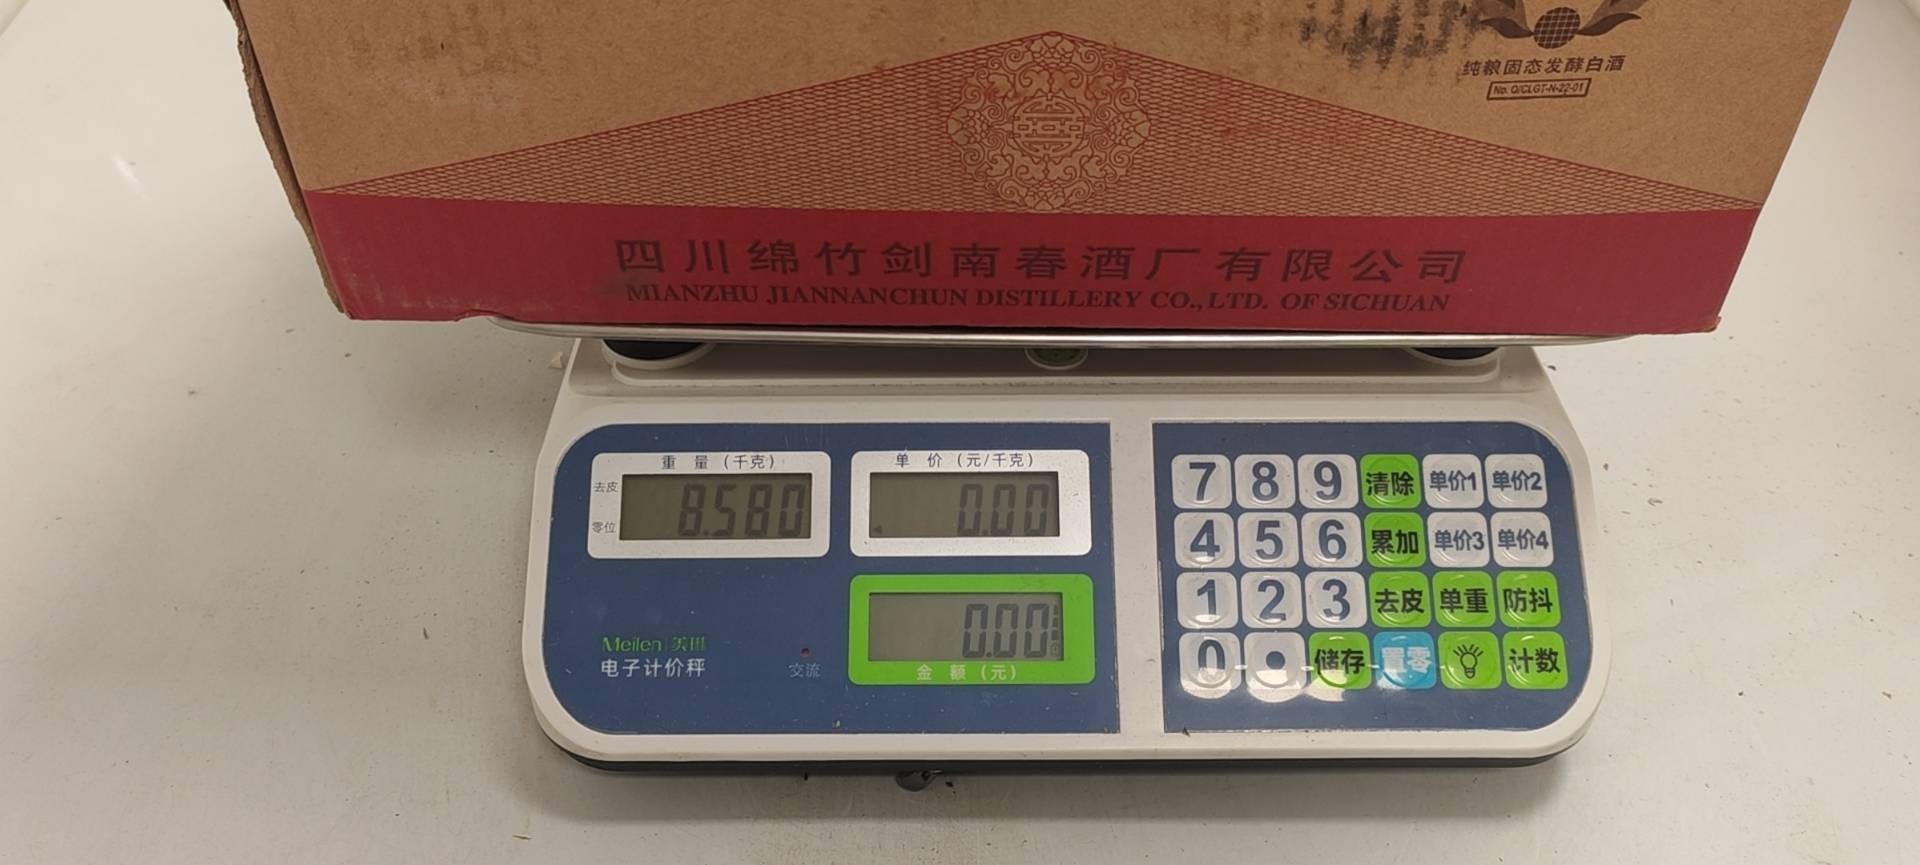 纯粮固态发酵白酒
No. Q/CLGT-N-22-01
四川绵竹剑南春酒厂有限公司
MIANZHU JIANNANCHUN DISTILLERY CO.,LTD. OF SICHUAN
重 量 (千克)
单 价 (元/千克)
去皮
8.580
0.00
零位
0.00
金 额 (元)
Meilen 美琳
电子计价秤
交流
7 8 9 清除 单价1 单价2
4 5 6 累加 单价3 单价4
1 2 3 去皮 单重 防抖
0 . 储存 置零 计数